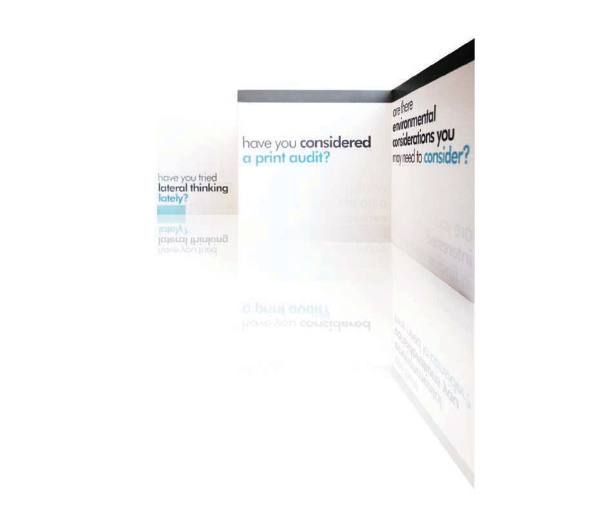 have you tried
lateral thinking
lately?
have you considered
a print audit?
are there
environmental
considerations you
may need to consider?